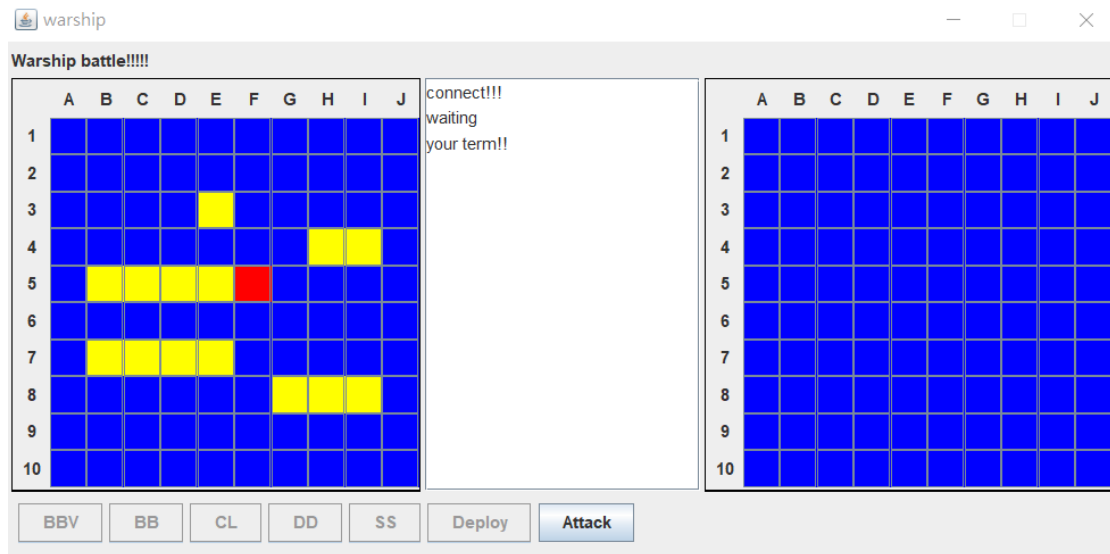 warship
Warship battle!!!!!
A B C D E F G H I J
1
2
3
4
5
6
7
8
9
10
connect!!!
waiting
your term!!
A B C D E F G H I J
1
2
3
4
5
6
7
8
9
10
BBV BB CL DD SS Deploy Attack